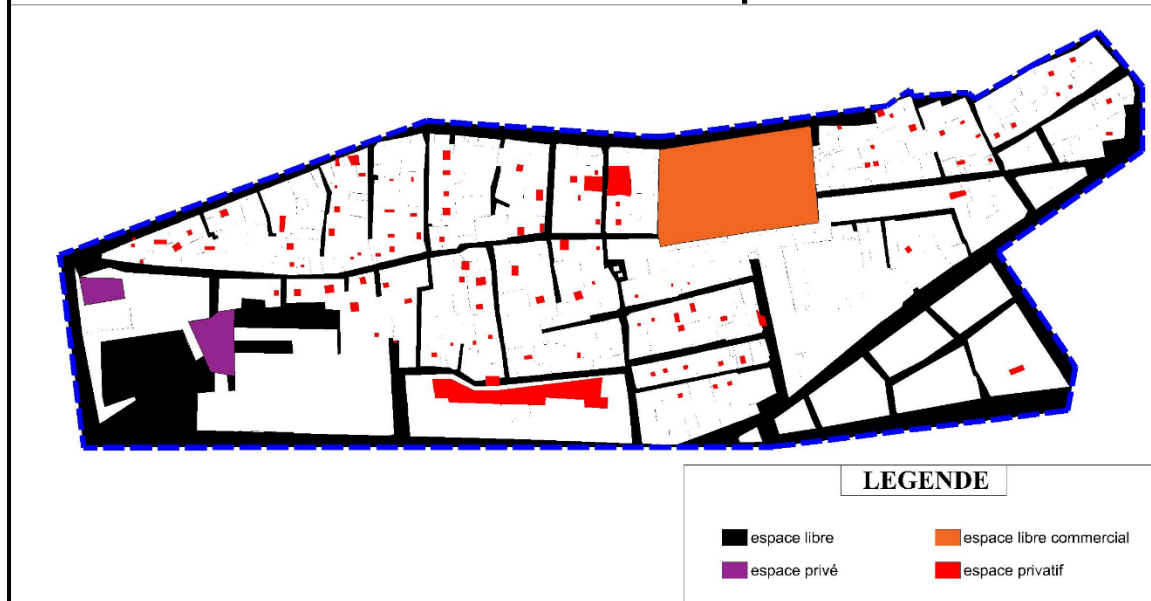 LEGENDE
espace libre
espace libre commercial
espace privé
espace privatif